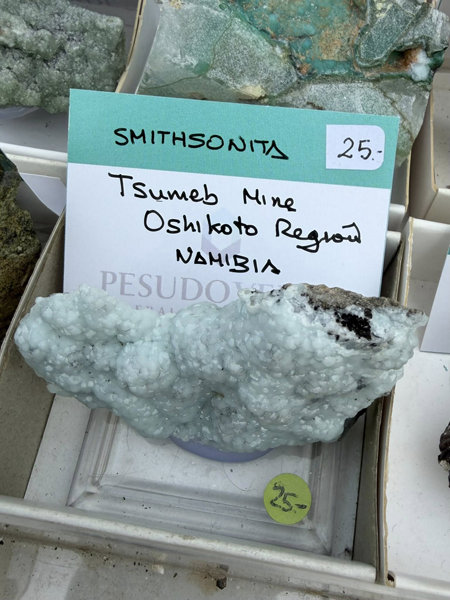 SMITHSONITA
25.-
Tsumeb Mine
Oshikoto Region
NAMIBIA
25.-